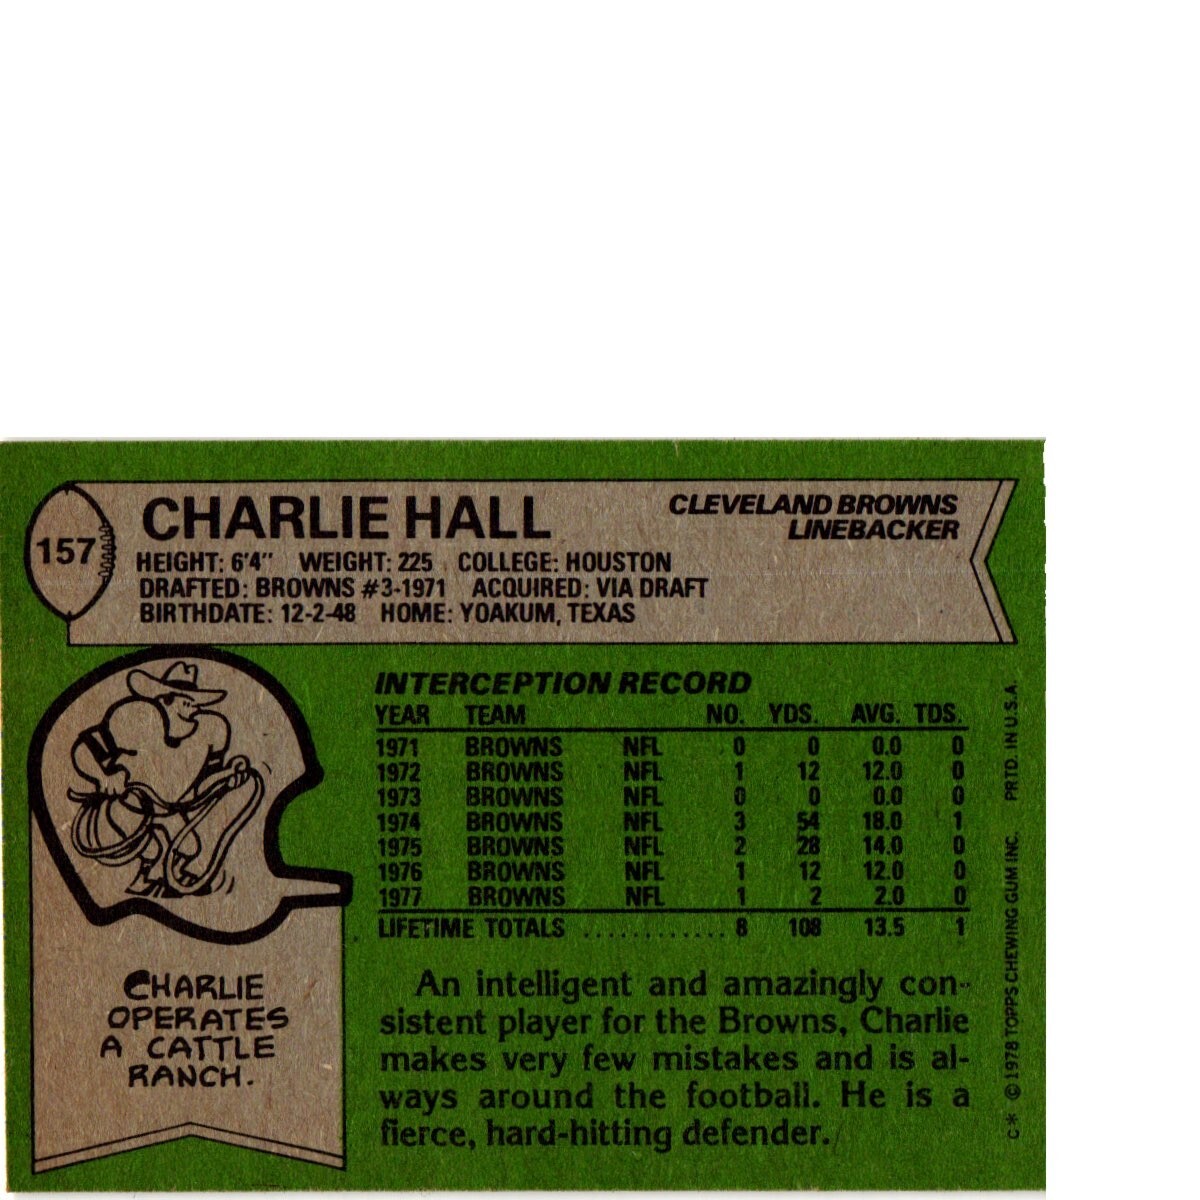 157
CHARLIE HALL
CLEVELAND BROWNS
LINEBACKER
HEIGHT: 6'4" WEIGHT: 225 COLLEGE: HOUSTON
DRAFTED: BROWNS #3-1971 ACQUIRED: VIA DRAFT
BIRTHDATE: 12-2-48 HOME: YOAKUM, TEXAS
INTERCEPTION RECORD
YEAR TEAM NO. YDS. AVG. TDS.
1971 BROWNS NFL 0 0 0.0 0
1972 BROWNS NFL 1 12 12.0 0
1973 BROWNS NFL 0 0 0.0 0
1974 BROWNS NFL 3 54 18.0 1
1975 BROWNS NFL 2 28 14.0 0
1976 BROWNS NFL 1 12 12.0 0
1977 BROWNS NFL 1 2 2.0 0
LIFETIME TOTALS ............ 8 108 13.5 1
CHARLIE
OPERATES
A CATTLE
RANCH.
An intelligent and amazingly con-
sistent player for the Browns, Charlie
makes very few mistakes and is al-
ways around the football. He is a
fierce, hard-hitting defender.
C* © 1978 TOPPS CHEWING GUM INC. PRTD. IN U.S.A.